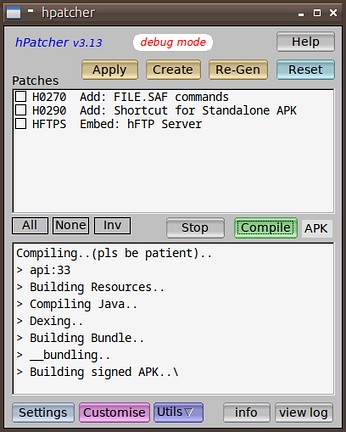 hpatcher
hPatcher v3.13 debug mode Help
Apply Create Re-Gen Reset
Patches
H0270 Add: FILE.SAF commands
H0290 Add: Shortcut for Standalone APK
HFTPS Embed: hFTP Server
All None Inv Stop Compile APK
Compiling..(pls be patient)..
> api:33
> Building Resources..
> Compiling Java..
> Dexing..
> Building Bundle..
> __bundling..
> Building signed APK..\
Settings Customise Utils▽ info view log